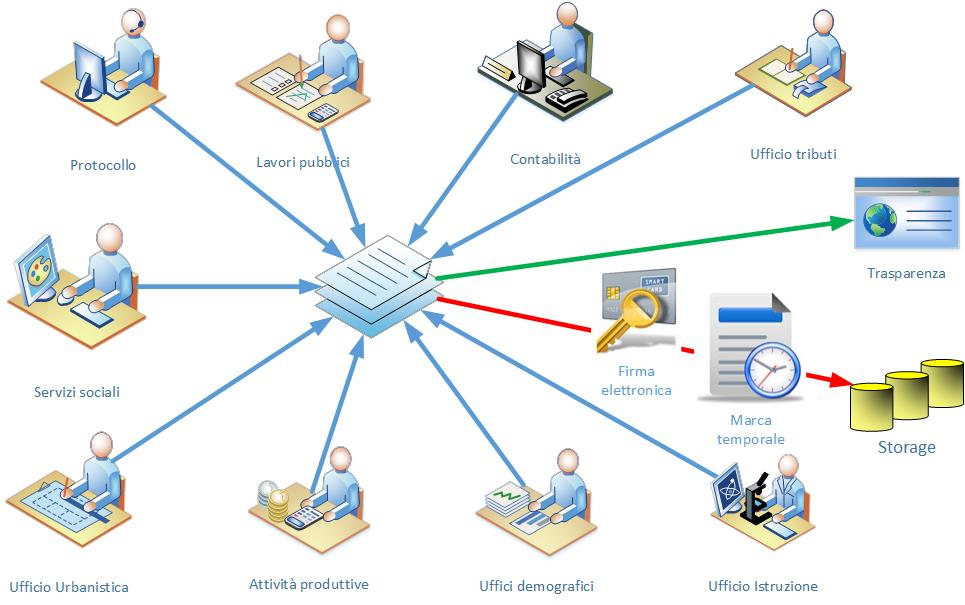 Protocollo
Lavori pubblici
Contabilità
Ufficio tributi
Trasparenza
SMART
CARD
Firma
elettronica
Servizi sociali
Marca
temporale
Storage
Ufficio Urbanistica
Attività produttive
Uffici demografici
Ufficio Istruzione